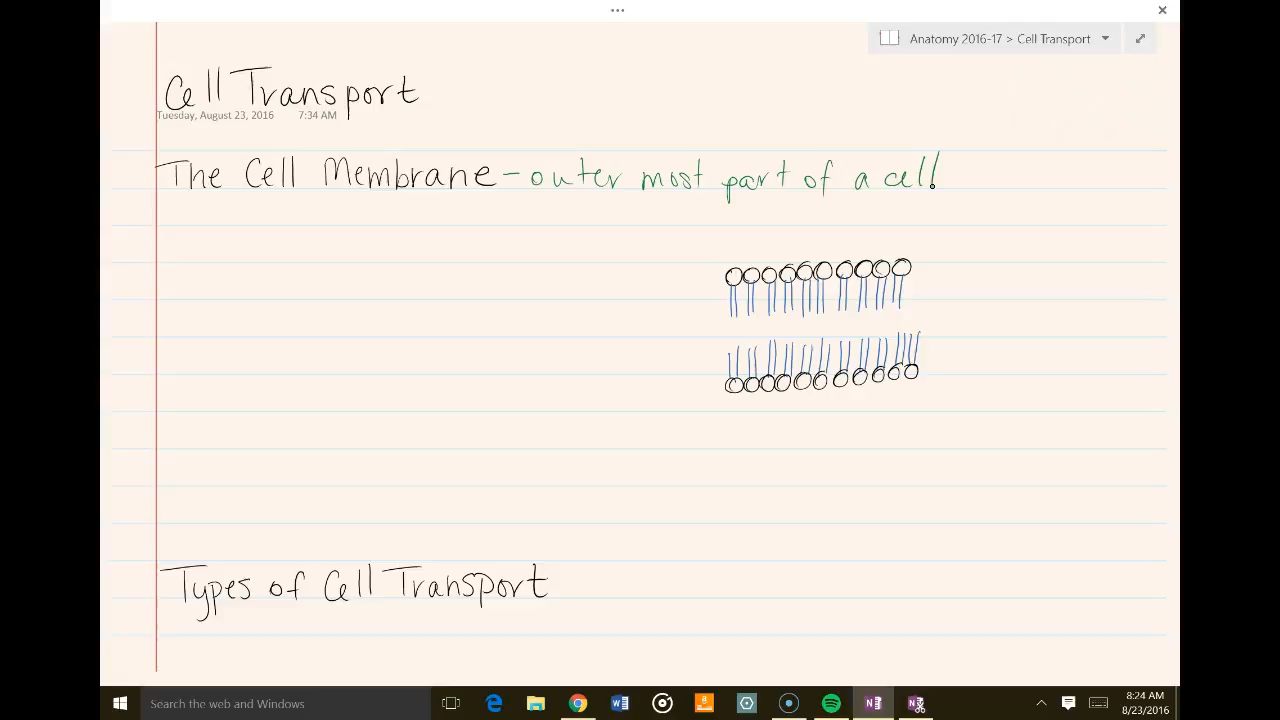 Anatomy 2016-17 > Cell Transport
Cell Transport
Tuesday, August 23, 2016 7:34 AM
The Cell Membrane - outer most part of a cell
Types of Cell Transport
Search the web and Windows
8:24 AM
8/23/2016